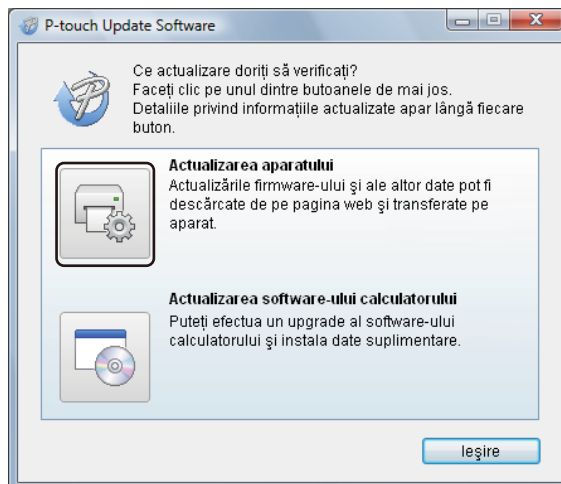 P-touch Update Software
Ce actualizare doriţi să verificaţi?
Faceţi clic pe unul dintre butoanele de mai jos.
Detaliile privind informaţiile actualizate apar lângă fiecare
buton.
Actualizarea aparatului
Actualizările firmware-ului şi ale altor date pot fi
descărcate de pe pagina web şi transferate pe
aparat.
Actualizarea software-ului calculatorului
Puteţi efectua un upgrade al software-ului
calculatorului şi instala date suplimentare.
Ieşire